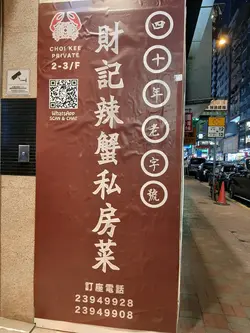 CHOI KEE
PRIVATE
2-3/F
WhatsApp
SCAN & CHAT
四十年老字號
財記辣蟹私房菜
訂座電話
23949928
23949908